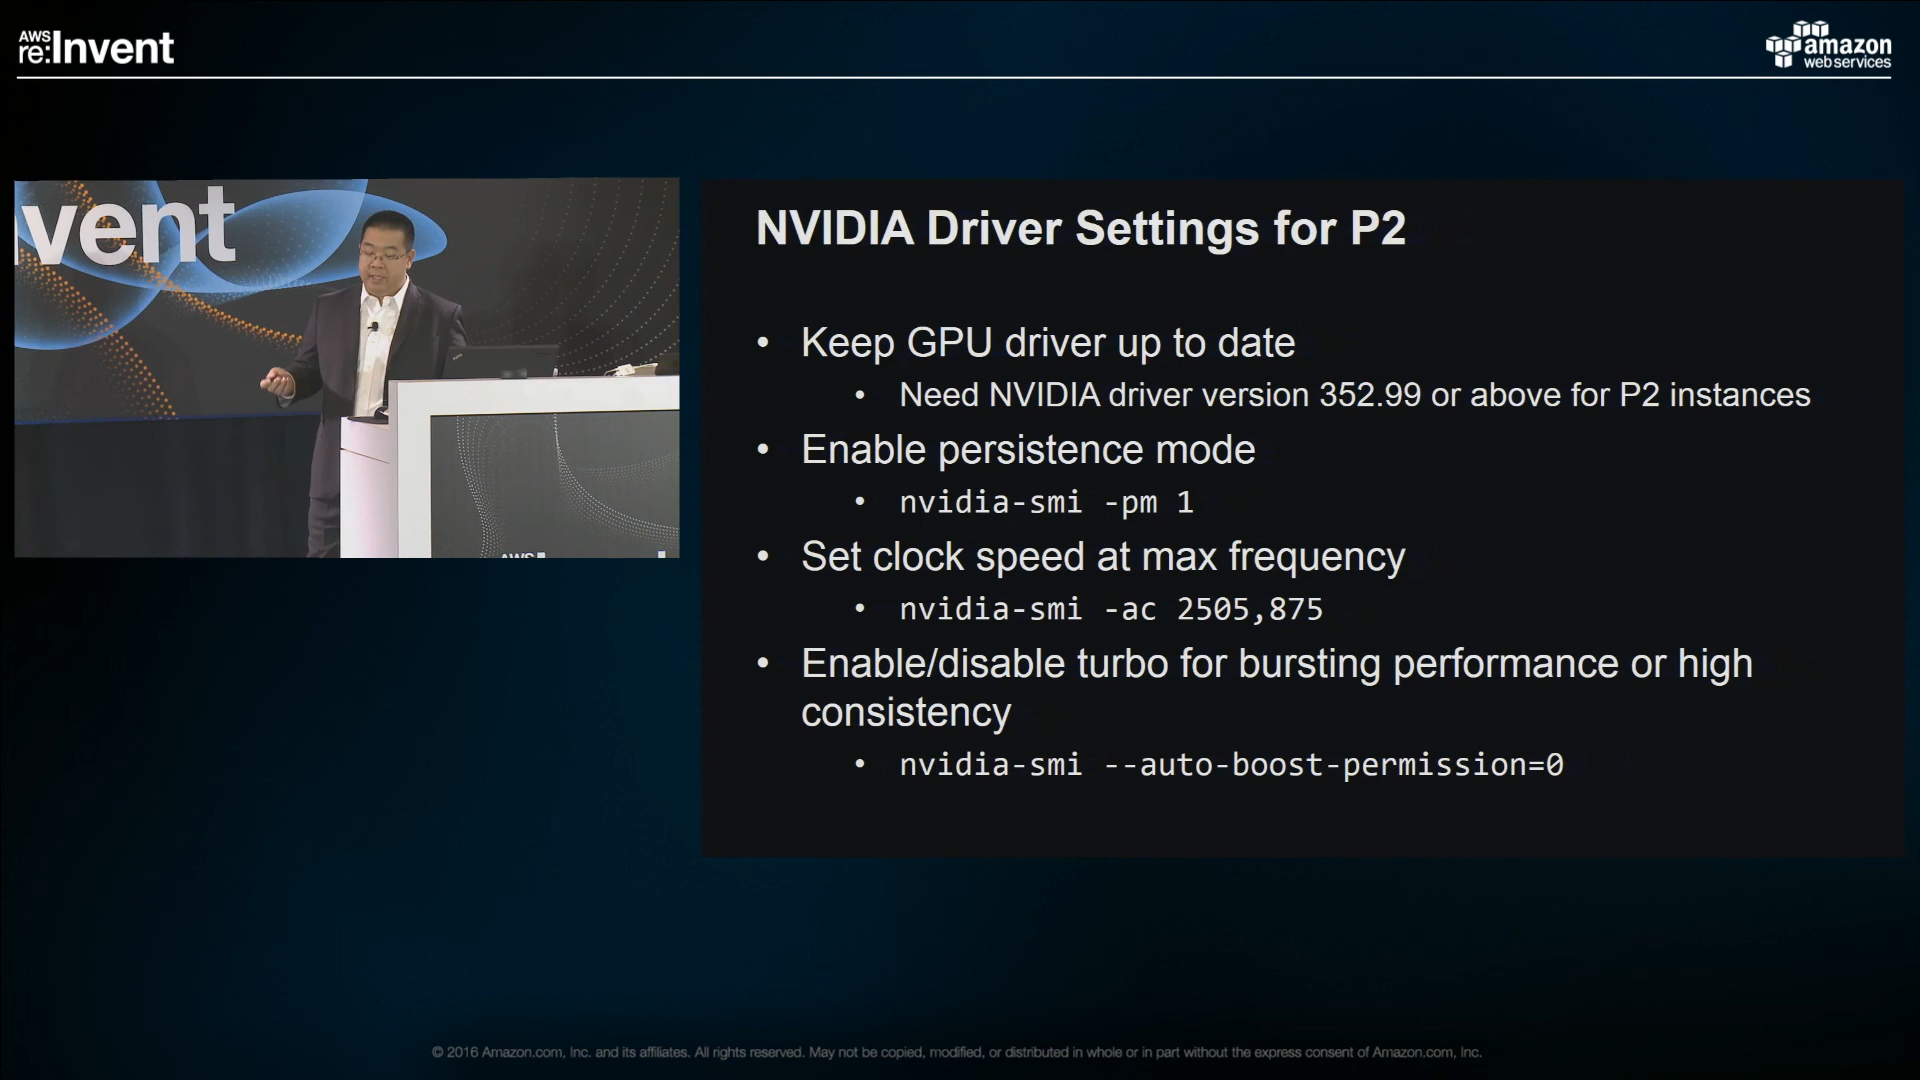 AWS
re:Invent
amazon
web services
nvent
NVIDIA Driver Settings for P2
• Keep GPU driver up to date
• Need NVIDIA driver version 352.99 or above for P2 instances
• Enable persistence mode
• nvidia-smi -pm 1
• Set clock speed at max frequency
• nvidia-smi -ac 2505,875
• Enable/disable turbo for bursting performance or high
consistency
• nvidia-smi --auto-boost-permission=0
AWS
© 2016 Amazon.com, Inc. and its affiliates. All rights reserved. May not be copied, modified, or distributed in whole or in part without the express consent of Amazon.com, Inc.